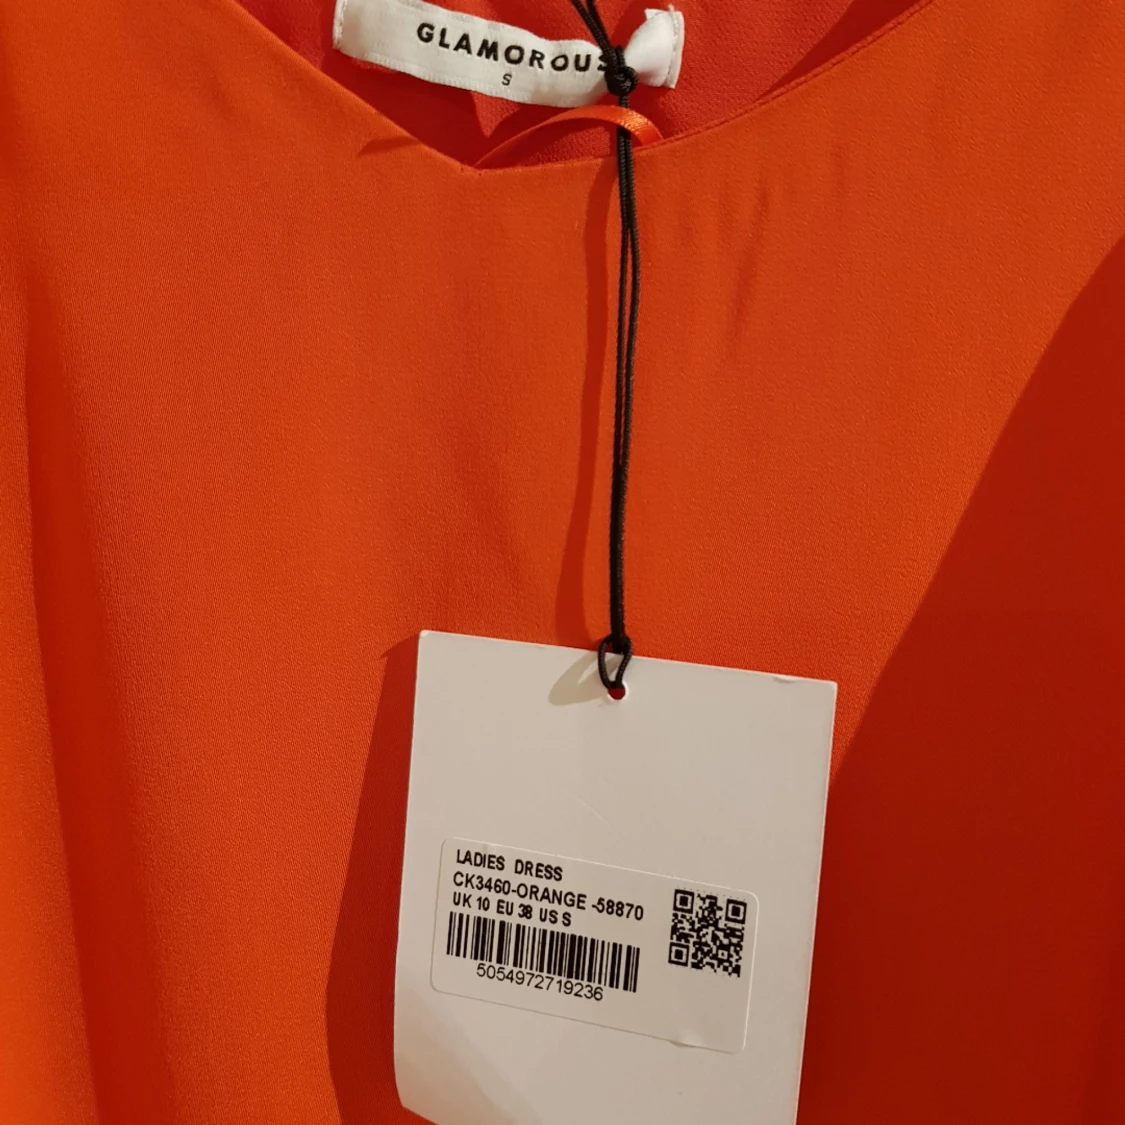 GLAMOROUS
S
LADIES DRESS
CK3460-ORANGE -58870
UK 10 EU 38 US S
5054972719236